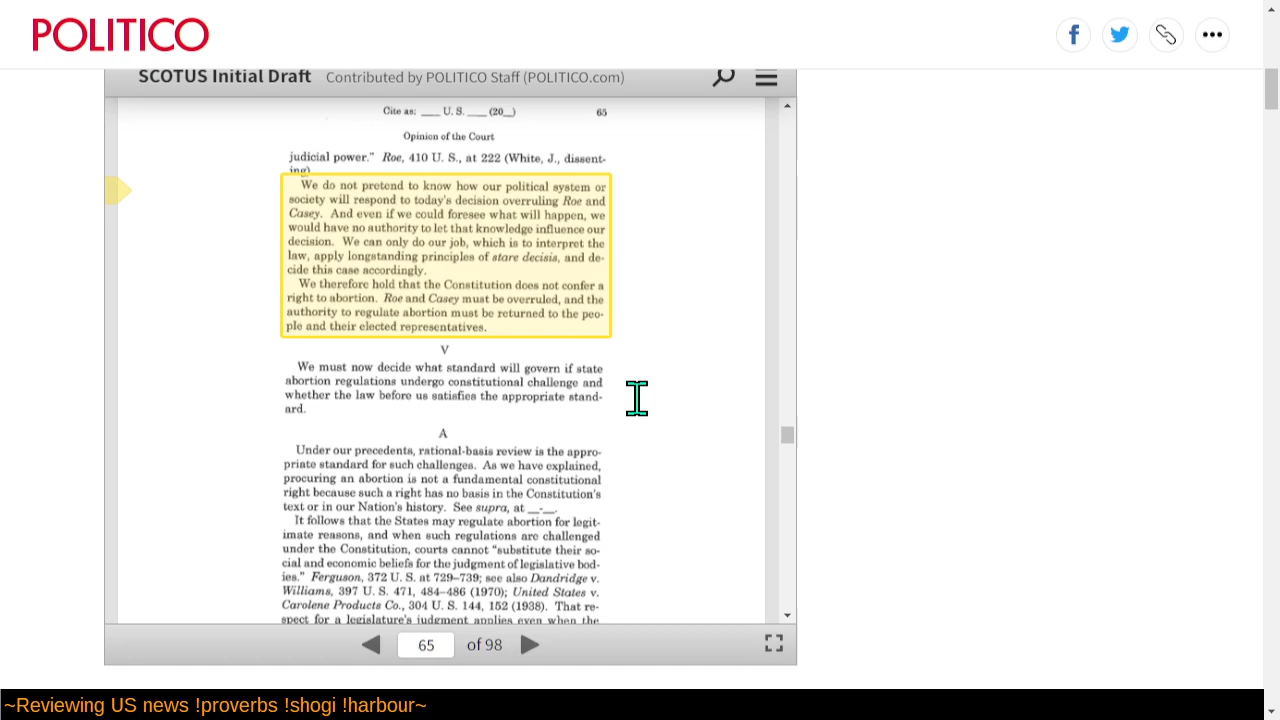 POLITICO
SCOTUS Initial Draft Contributed by POLITICO Staff (POLITICO.com)
Cite as: ___ U. S. ___ (20_) 65
Opinion of the Court
judicial power." Roe, 410 U. S., at 222 (White, J., dissent-
ing)
We do not pretend to know how our political system or
society will respond to today's decision overruling Roe and
Casey. And even if we could foresee what will happen, we
would have no authority to let that knowledge influence our
decision. We can only do our job, which is to interpret the
law, apply longstanding principles of stare decisis, and de-
cide this case accordingly.
We therefore hold that the Constitution does not confer a
right to abortion. Roe and Casey must be overruled, and the
authority to regulate abortion must be returned to the peo-
ple and their elected representatives.
V
We must now decide what standard will govern if state
abortion regulations undergo constitutional challenge and
whether the law before us satisfies the appropriate stand-
ard.
A
Under our precedents, rational-basis review is the appro-
priate standard for such challenges. As we have explained,
procuring an abortion is not a fundamental constitutional
right because such a right has no basis in the Constitution's
text or in our Nation's history. See supra, at __-__.
It follows that the States may regulate abortion for legit-
imate reasons, and when such regulations are challenged
under the Constitution, courts cannot "substitute their so-
cial and economic beliefs for the judgment of legislative bod-
ies." Ferguson, 372 U. S. at 729–739; see also Dandridge v.
Williams, 397 U. S. 471, 484–486 (1970); United States v.
Carolene Products Co., 304 U. S. 144, 152 (1938). That re-
spect for a legislature's judgment applies even when the
65 of 98
~Reviewing US news !proverbs !shogi !harbour~